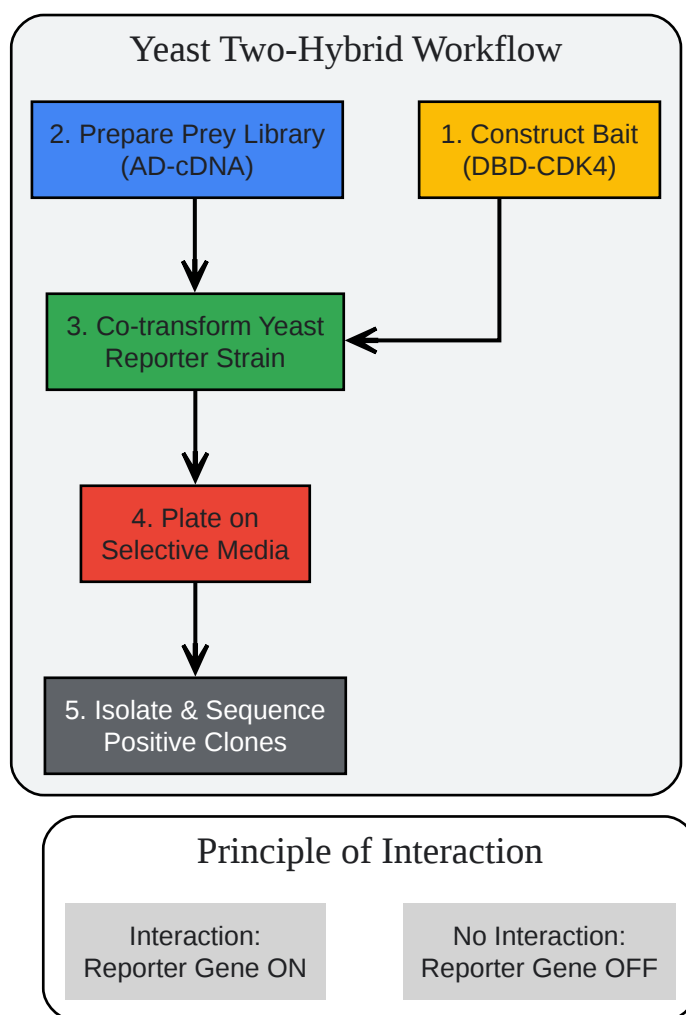 Yeast Two-Hybrid Workflow
2. Prepare Prey Library
(AD-cDNA)
1. Construct Bait
(DBD-CDK4)
3. Co-transform Yeast
Reporter Strain
4. Plate on
Selective Media
5. Isolate & Sequence
Positive Clones
Principle of Interaction
Interaction:
Reporter Gene ON
No Interaction:
Reporter Gene OFF